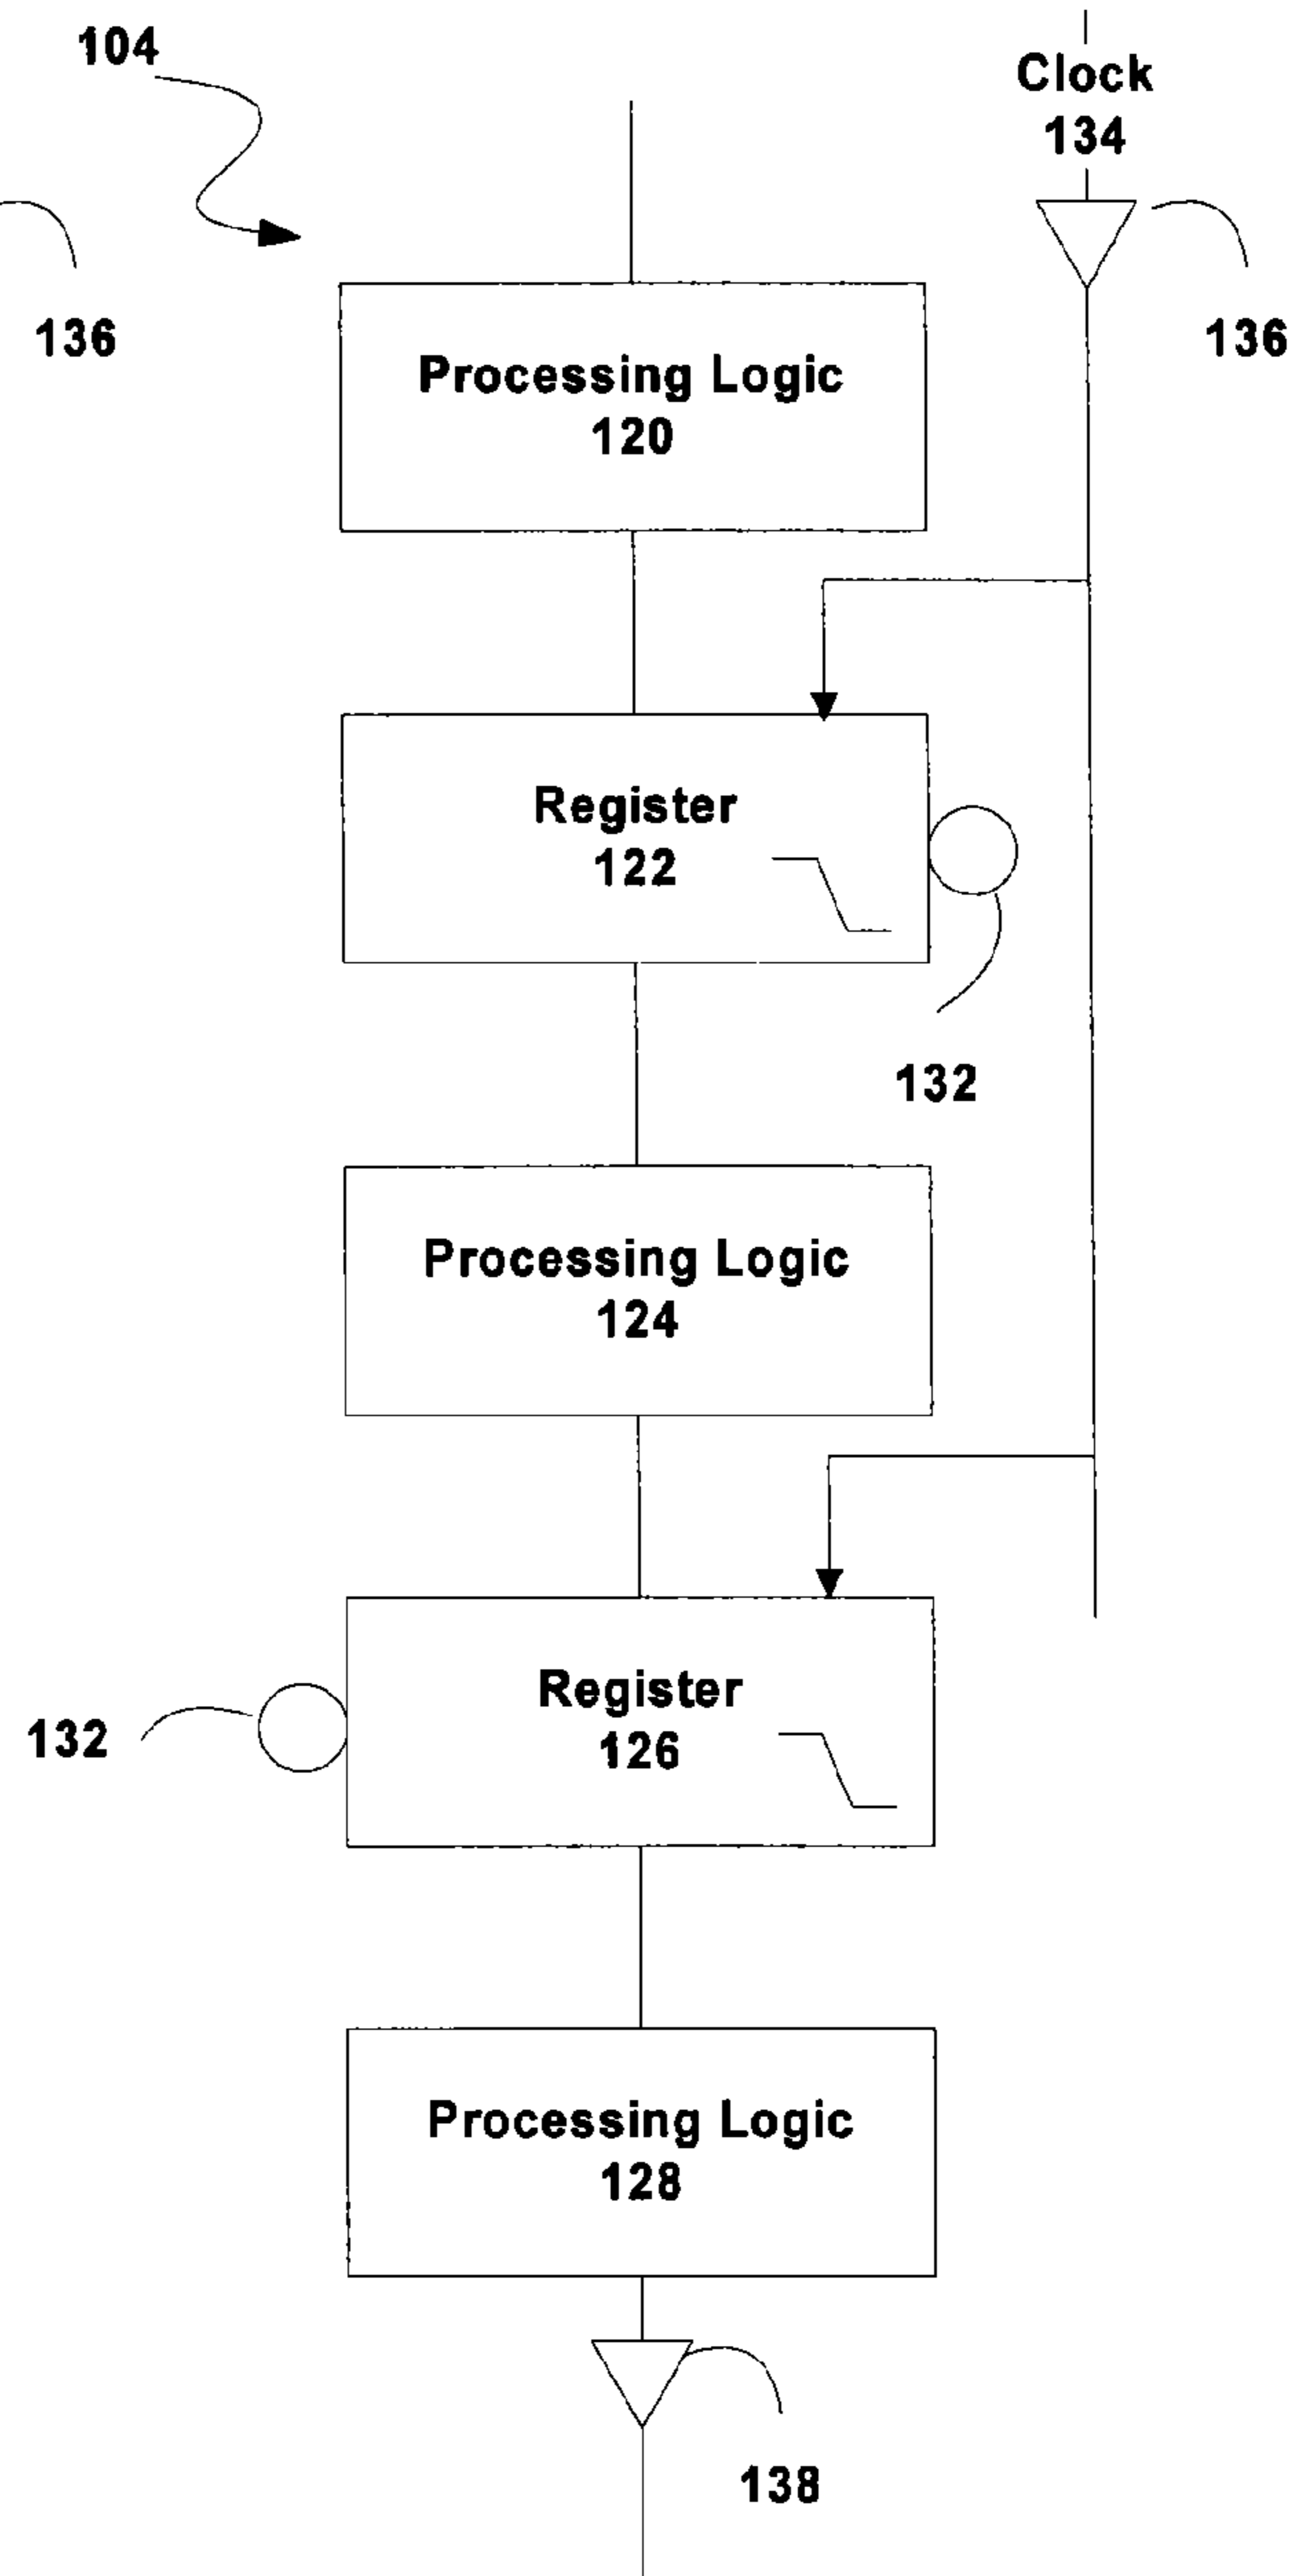 104
Clock
134
136
136
Processing Logic
120
Register
122
132
Processing Logic
124
Register
126
132
Processing Logic
128
138